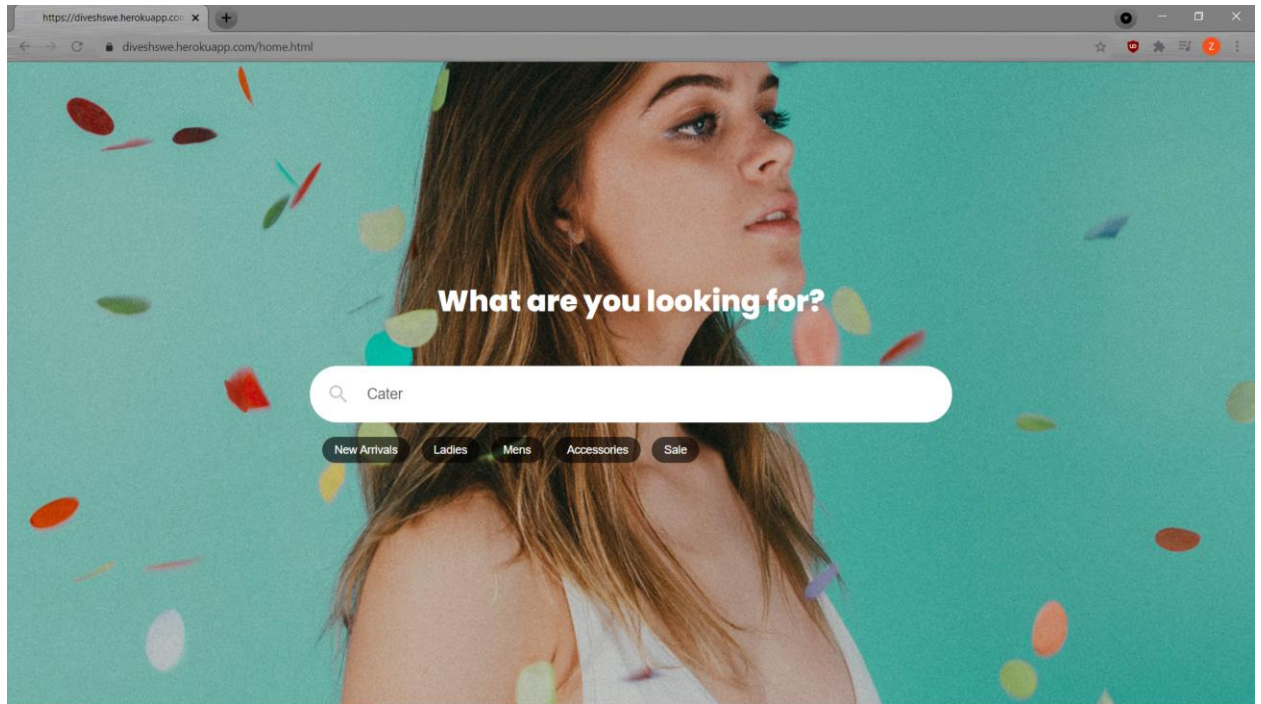 https://diveshswe.herokuapp.com
diveshswe.herokuapp.com/home.html
Z
What are you looking for?
Cater
New Arrivals Ladies Mens Accessories Sale